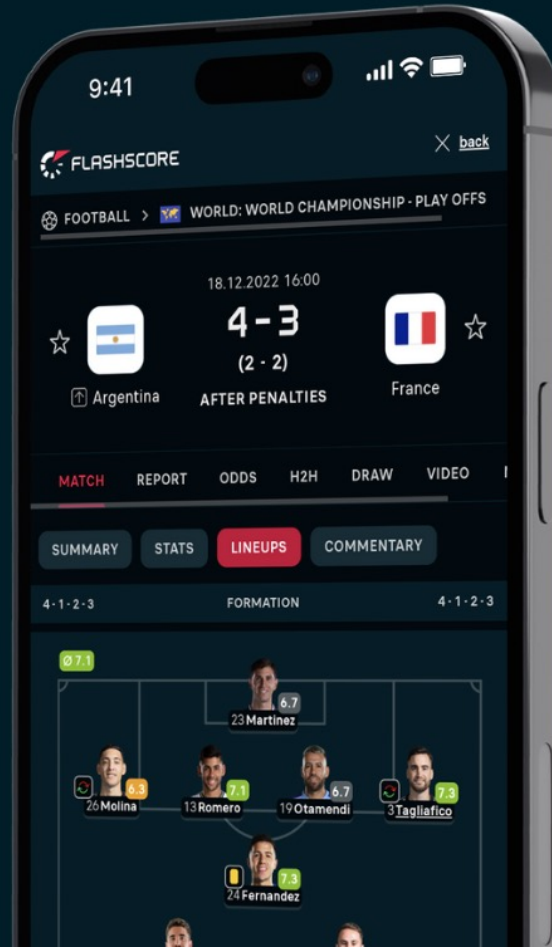 9:41
FLASHSCORE
× back
FOOTBALL > WORLD: WORLD CHAMPIONSHIP - PLAY OFFS
18.12.2022 16:00
4-3
(2 - 2)
AFTER PENALTIES
Argentina
France
MATCH REPORT ODDS H2H DRAW VIDEO
SUMMARY STATS LINEUPS COMMENTARY
4-1-2-3 FORMATION 4-1-2-3
Ø 7.1
6.7
23 Martinez
6.3 7.1 6.7 7.3
26 Molina 13 Romero 19 Otamendi 3 Tagliafico
7.3
24 Fernandez